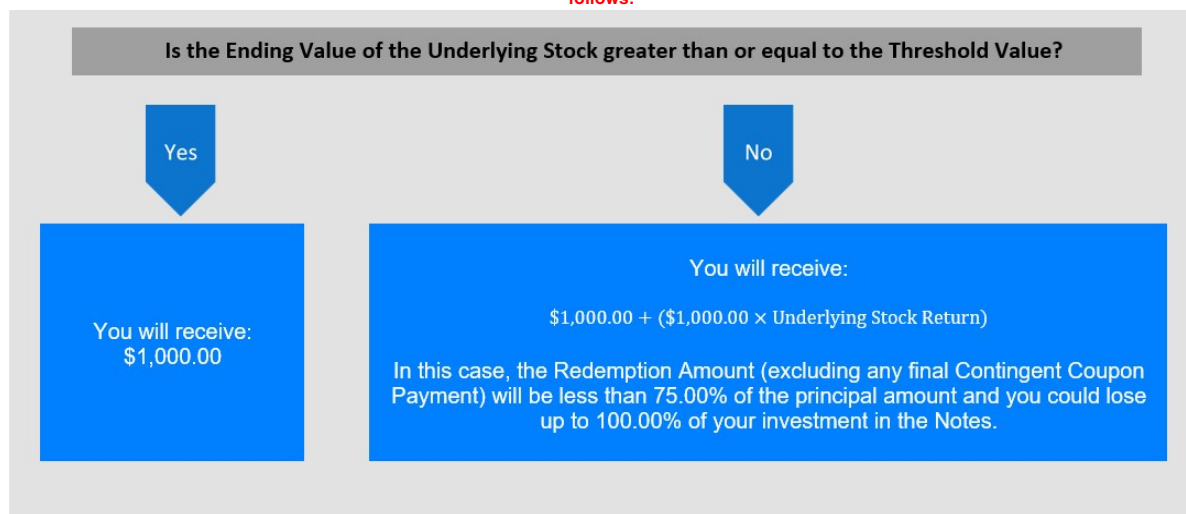 follows:
Is the Ending Value of the Underlying Stock greater than or equal to the Threshold Value?
Yes
No
You will receive:
$1,000.00
You will receive:
$1,000.00 + ($1,000.00 × Underlying Stock Return)
In this case, the Redemption Amount (excluding any final Contingent Coupon
Payment) will be less than 75.00% of the principal amount and you could lose
up to 100.00% of your investment in the Notes.